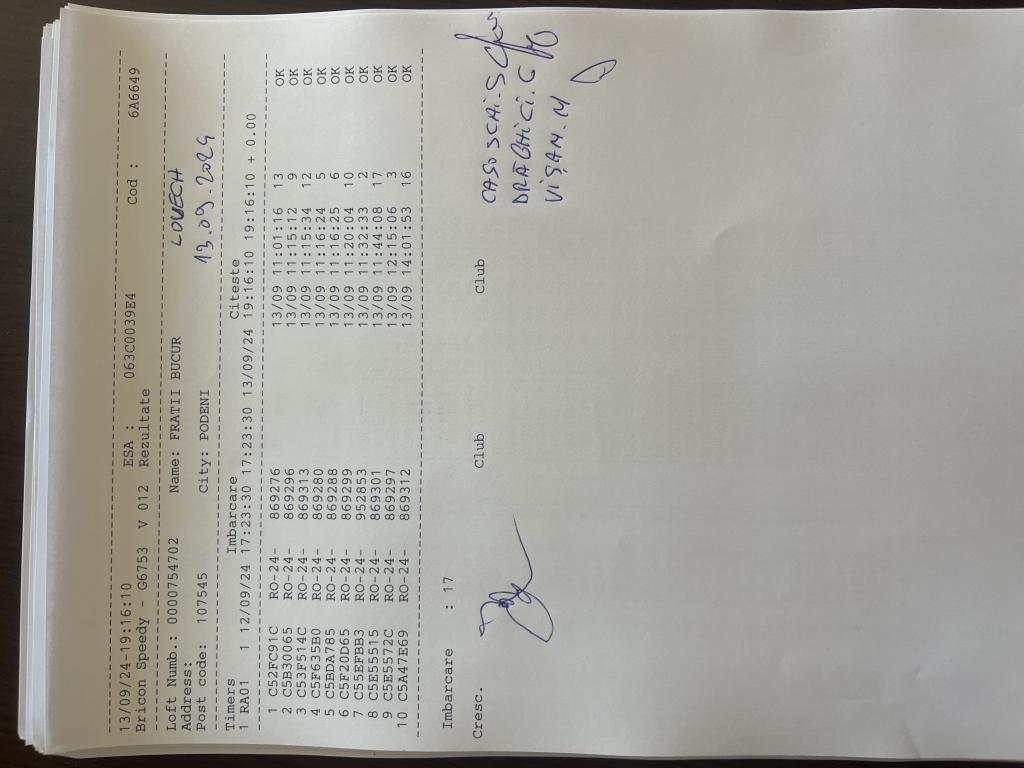 13/09/24-19:16:10 ESA : 063C0039E4 Cod : 6A6649
Bricon Speedy - G6753 V 012 Rezultate
Loft Numb.: 0000754702 Name: FRATII BUCUR LOVECH
Address:
Post code: 107545 City: PODENI 13.09.2024
Timers Imbarcare Citeste
1 RA01 1 12/09/24 17:23:30 17:23:30 13/09/24 19:16:10 19:16:10 + 0.00
1 C52FC91C RO-24- 869276 13/09 11:01:16 13 OK
2 C5B30065 RO-24- 869296 13/09 11:15:12 9 OK
3 C53F514C RO-24- 869313 13/09 11:15:34 12 OK
4 C5F635B0 RO-24- 869280 13/09 11:16:24 5 OK
5 C5BDA785 RO-24- 869288 13/09 11:16:25 6 OK
6 C5F20D65 RO-24- 869299 13/09 11:20:04 10 OK
7 C55EFBB3 RO-24- 952853 13/09 11:32:33 2 OK
8 C5E55515 RO-24- 869301 13/09 11:44:08 17 OK
9 C5E5572C RO-24- 869297 13/09 12:15:06 3 OK
10 C5A47E69 RO-24- 869312 13/09 14:01:53 16 OK
Imbarcare : 17
Cresc. Club Club
DRĂGHICI.C
VIȘAN.M